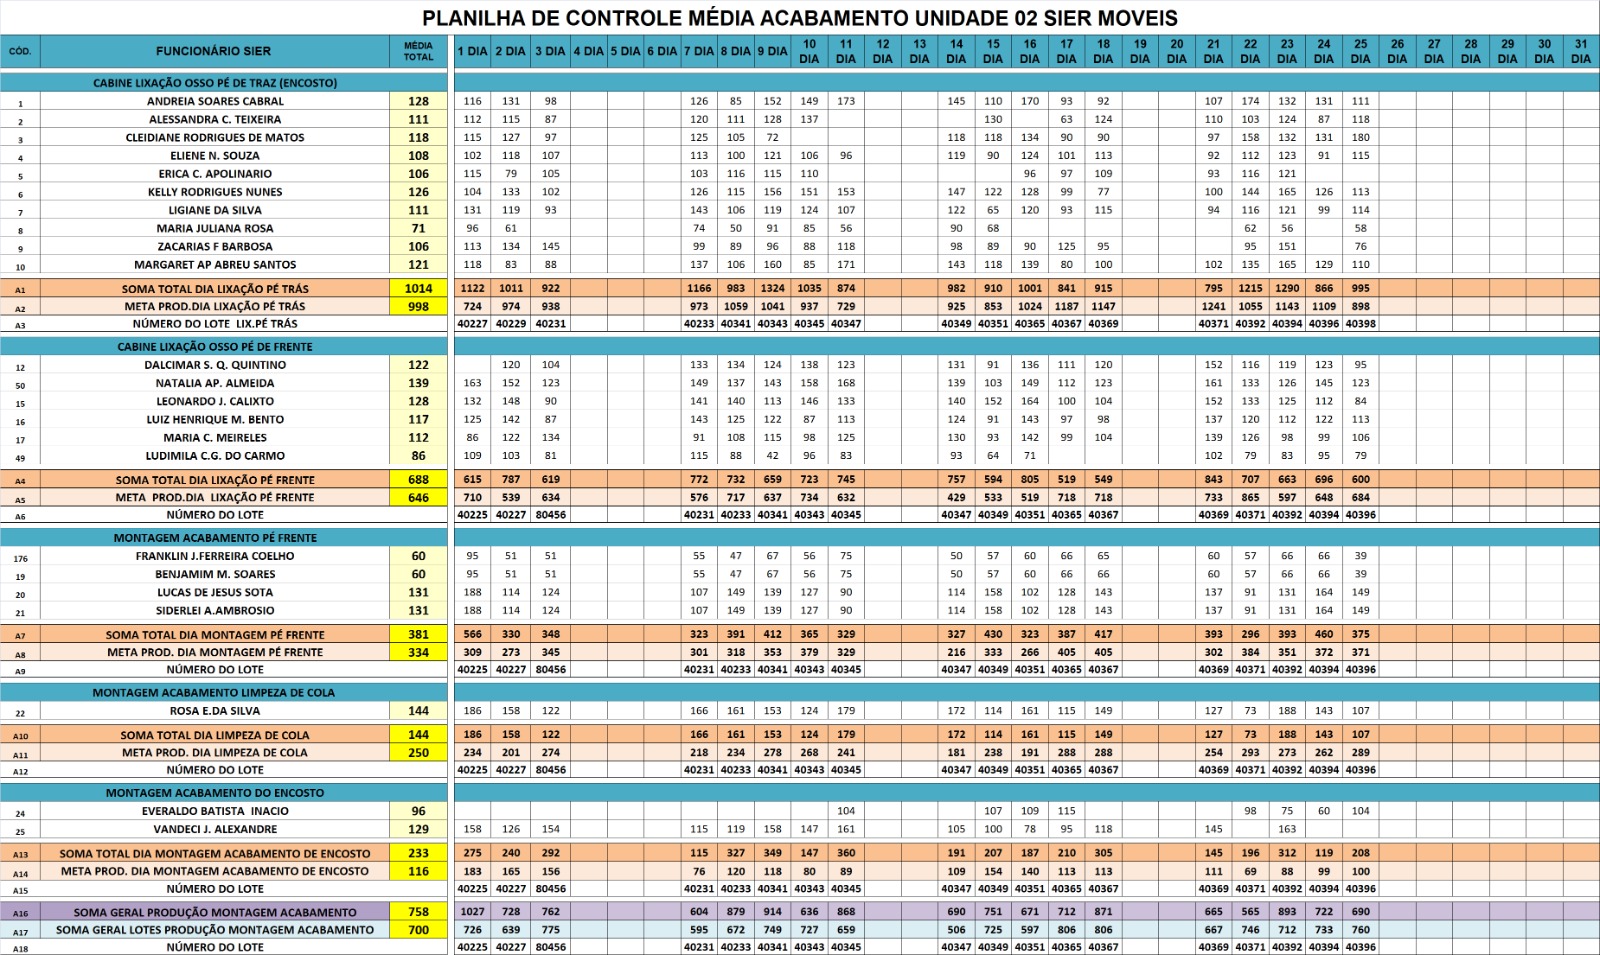 PLANILHA DE CONTROLE MÉDIA ACABAMENTO UNIDADE 02 SIER MOVEIS
CÓD. FUNCIONÁRIO SIER MÉDIA TOTAL 1 DIA 2 DIA 3 DIA 4 DIA 5 DIA 6 DIA 7 DIA 8 DIA 9 DIA 10 DIA 11 DIA 12 DIA 13 DIA 14 DIA 15 DIA 16 DIA 17 DIA 18 DIA 19 DIA 20 DIA 21 DIA 22 DIA 23 DIA 24 DIA 25 DIA 26 DIA 27 DIA 28 DIA 29 DIA 30 DIA 31 DIA
CABINE LIXAÇÃO OSSO PÉ DE TRAZ (ENCOSTO)
1 ANDREIA SOARES CABRAL 128 116 131 98 126 85 152 149 173 145 110 170 93 92 107 174 132 131 111
2 ALESSANDRA C. TEIXEIRA 111 112 115 87 120 111 128 137 130 63 124 110 103 124 87 118
3 CLEIDIANE RODRIGUES DE MATOS 118 115 127 97 125 105 72 118 118 134 90 90 97 158 132 131 180
4 ELIENE N. SOUZA 108 102 118 107 113 100 121 106 96 119 90 124 101 113 92 112 123 91 115
5 ERICA C. APOLINARIO 106 115 79 105 103 116 115 110 96 97 109 93 116 121
6 KELLY RODRIGUES NUNES 126 104 133 102 126 115 156 151 153 147 122 128 99 77 100 144 165 126 113
7 LIGIANE DA SILVA 111 131 119 93 143 106 119 124 107 122 65 120 93 115 94 116 121 99 114
8 MARIA JULIANA ROSA 71 96 61 74 50 91 85 56 90 68 62 56 58
9 ZACARIAS F BARBOSA 106 113 134 145 99 89 96 88 118 98 89 90 125 95 95 151 76
10 MARGARET AP ABREU SANTOS 121 118 83 88 137 106 160 85 171 143 118 139 80 100 102 135 165 129 110
A1 SOMA TOTAL DIA LIXAÇÃO PÉ TRÁS 1014 1122 1011 922 1166 983 1324 1035 874 982 910 1001 841 915 795 1215 1290 866 995
A2 META PROD.DIA LIXAÇÃO PÉ TRÁS 998 724 974 938 973 1059 1041 937 729 925 853 1024 1187 1147 1241 1055 1143 1109 898
A3 NÚMERO DO LOTE LIX.PÉ TRÁS 40227 40229 40231 40233 40341 40343 40345 40347 40349 40351 40365 40367 40369 40371 40392 40394 40396 40398
CABINE LIXAÇÃO OSSO PÉ DE FRENTE
12 DALCIMAR S. Q. QUINTINO 122 120 104 133 134 124 138 123 131 91 136 111 120 152 116 119 123 95
50 NATALIA AP. ALMEIDA 139 163 152 123 149 137 143 158 168 139 103 149 112 123 161 133 126 145 123
15 LEONARDO J. CALIXTO 128 132 148 90 141 140 113 146 133 140 152 164 100 104 152 133 125 112 84
16 LUIZ HENRIQUE M. BENTO 117 125 142 87 143 125 122 87 113 124 91 143 97 98 137 120 112 122 113
17 MARIA C. MEIRELES 112 86 122 134 91 108 115 98 125 130 93 142 99 104 139 126 98 99 106
49 LUDIMILA C.G. DO CARMO 86 109 103 81 115 88 42 96 83 93 64 71 102 79 83 95 79
A4 SOMA TOTAL DIA LIXAÇÃO PÉ FRENTE 688 615 787 619 772 732 659 723 745 757 594 805 519 549 843 707 663 696 600
A5 META PROD.DIA LIXAÇÃO PÉ FRENTE 646 710 539 634 576 717 637 734 632 429 533 519 718 718 733 865 597 648 684
A6 NÚMERO DO LOTE 40225 40227 80456 40231 40233 40341 40343 40345 40347 40349 40351 40365 40367 40369 40371 40392 40394 40396
MONTAGEM ACABAMENTO PÉ FRENTE
176 FRANKLIN J.FERREIRA COELHO 60 95 51 51 55 47 67 56 75 50 57 60 66 65 60 57 66 66 39
19 BENJAMIM M. SOARES 60 95 51 51 55 47 67 56 75 50 57 60 66 66 60 57 66 66 39
20 LUCAS DE JESUS SOTA 131 188 114 124 107 149 139 127 90 114 158 102 128 143 137 91 131 164 149
21 SIDERLEI A.AMBROSIO 131 188 114 124 107 149 139 127 90 114 158 102 128 143 137 91 131 164 149
A7 SOMA TOTAL DIA MONTAGEM PÉ FRENTE 381 566 330 348 323 391 412 365 329 327 430 323 387 417 393 296 393 460 375
A8 META PROD. DIA MONTAGEM PÉ FRENTE 334 309 273 345 301 318 353 379 329 216 333 266 405 405 302 384 351 372 371
A9 NÚMERO DO LOTE 40225 40227 80456 40231 40233 40341 40343 40345 40347 40349 40351 40365 40367 40369 40371 40392 40394 40396
MONTAGEM ACABAMENTO LIMPEZA DE COLA
22 ROSA E.DA SILVA 144 186 158 122 166 161 153 124 179 172 114 161 115 149 127 73 188 143 107
A10 SOMA TOTAL DIA LIMPEZA DE COLA 144 186 158 122 166 161 153 124 179 172 114 161 115 149 127 73 188 143 107
A11 META PROD. DIA LIMPEZA DE COLA 250 234 201 274 218 234 278 268 241 181 238 191 288 288 254 293 273 262 289
A12 NÚMERO DO LOTE 40225 40227 80456 40231 40233 40341 40343 40345 40347 40349 40351 40365 40367 40369 40371 40392 40394 40396
MONTAGEM ACABAMENTO DO ENCOSTO
24 EVERALDO BATISTA INACIO 96 104 107 109 115 98 75 60 104
25 VANDECI J. ALEXANDRE 129 158 126 154 115 119 158 147 161 105 100 78 95 118 145 163
A13 SOMA TOTAL DIA MONTAGEM ACABAMENTO DE ENCOSTO 233 275 240 292 115 327 349 147 360 191 207 187 210 305 145 196 312 119 208
A14 META PROD. DIA MONTAGEM ACABAMENTO DE ENCOSTO 116 183 165 156 76 120 118 80 89 109 154 140 113 113 111 69 88 99 100
A15 NÚMERO DO LOTE 40225 40227 80456 40231 40233 40341 40343 40345 40347 40349 40351 40365 40367 40369 40371 40392 40394 40396
A16 SOMA GERAL PRODUÇÃO MONTAGEM ACABAMENTO 758 1027 728 762 604 879 914 636 868 690 751 671 712 871 665 565 893 722 690
A17 SOMA GERAL LOTES PRODUÇÃO MONTAGEM ACABAMENTO 700 726 639 775 595 672 749 727 659 506 725 597 806 806 667 746 712 733 760
A18 NÚMERO DO LOTE 40225 40227 80456 40231 40233 40341 40343 40345 40347 40349 40351 40365 40367 40369 40371 40392 40394 40396